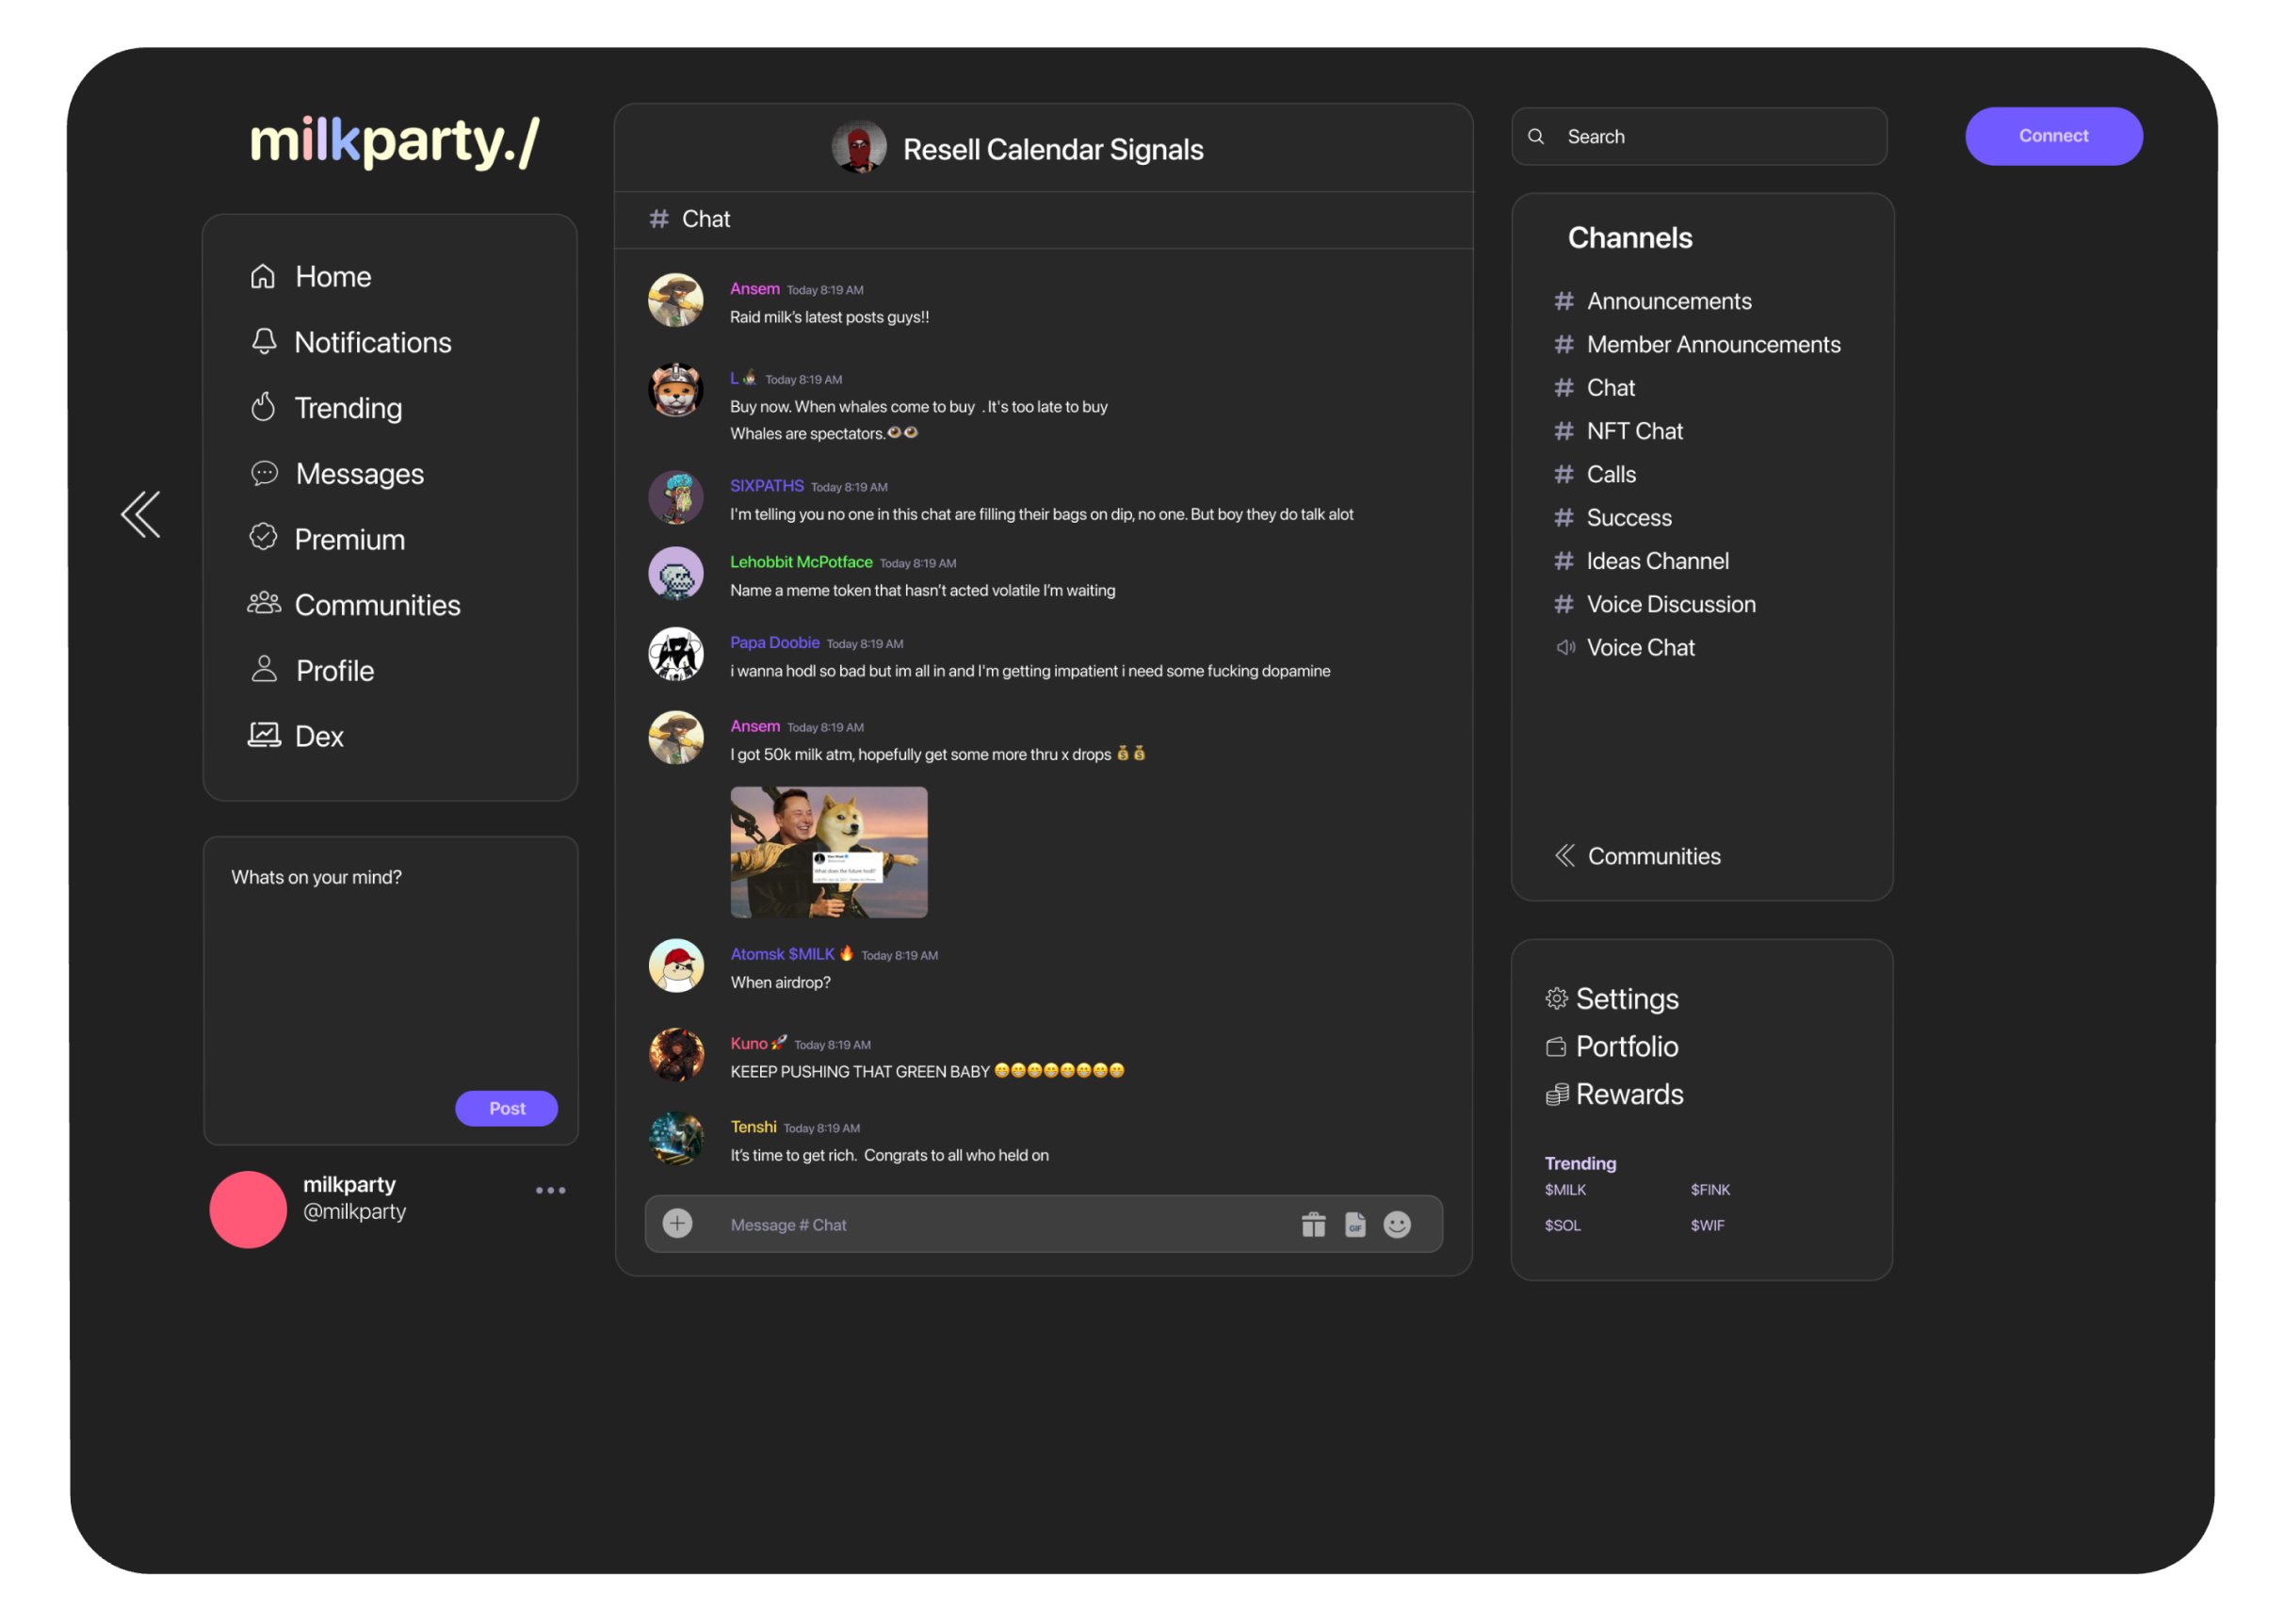 milkparty./
Home
Notifications
Trending
Messages
Premium
Communities
Profile
Dex
Whats on your mind?
Post
milkparty
@milkparty
Resell Calendar Signals
# Chat
Ansem Today 8:19 AM
Raid milk’s latest posts guys!!
L Today 8:19 AM
Buy now. When whales come to buy . It's too late to buy
Whales are spectators.👁👁
SIXPATHS Today 8:19 AM
I'm telling you no one in this chat are filling their bags on dip, no one. But boy they do talk alot
Lehobbit McPotface Today 8:19 AM
Name a meme token that hasn’t acted volatile I’m waiting
Papa Doobie Today 8:19 AM
i wanna hodl so bad but im all in and I'm getting impatient i need some fucking dopamine
Ansem Today 8:19 AM
I got 50k milk atm, hopefully get some more thru x drops 💰💰
What does the future hodl?
Atomsk $MILK 🔥 Today 8:19 AM
When airdrop?
Kuno 🚀 Today 8:19 AM
KEEEP PUSHING THAT GREEN BABY 😁😁😁😁😁😁😁😁
Tenshi Today 8:19 AM
It’s time to get rich. Congrats to all who held on
Message # Chat
GIF
Search
Connect
Channels
# Announcements
# Member Announcements
# Chat
# NFT Chat
# Calls
# Success
# Ideas Channel
# Voice Discussion
Voice Chat
Communities
Settings
Portfolio
Rewards
Trending
$MILK $FINK
$SOL $WIF